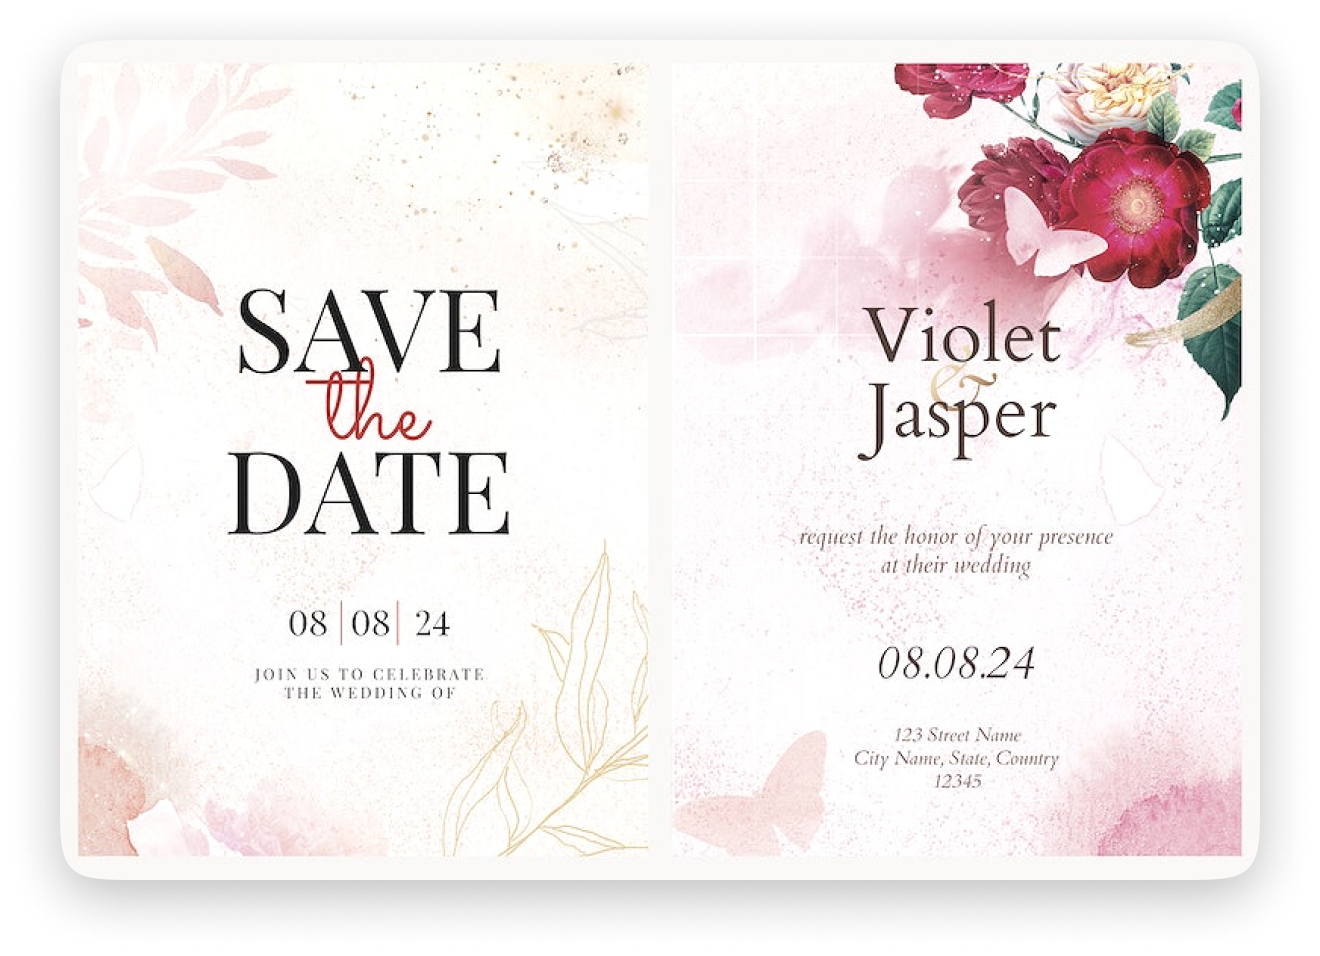 SAVE
the
DATE
08 | 08 | 24
JOIN US TO CELEBRATE
THE WEDDING OF
Violet
&
Jasper
request the honor of your presence
at their wedding
08.08.24
123 Street Name
City Name, State, Country
12345